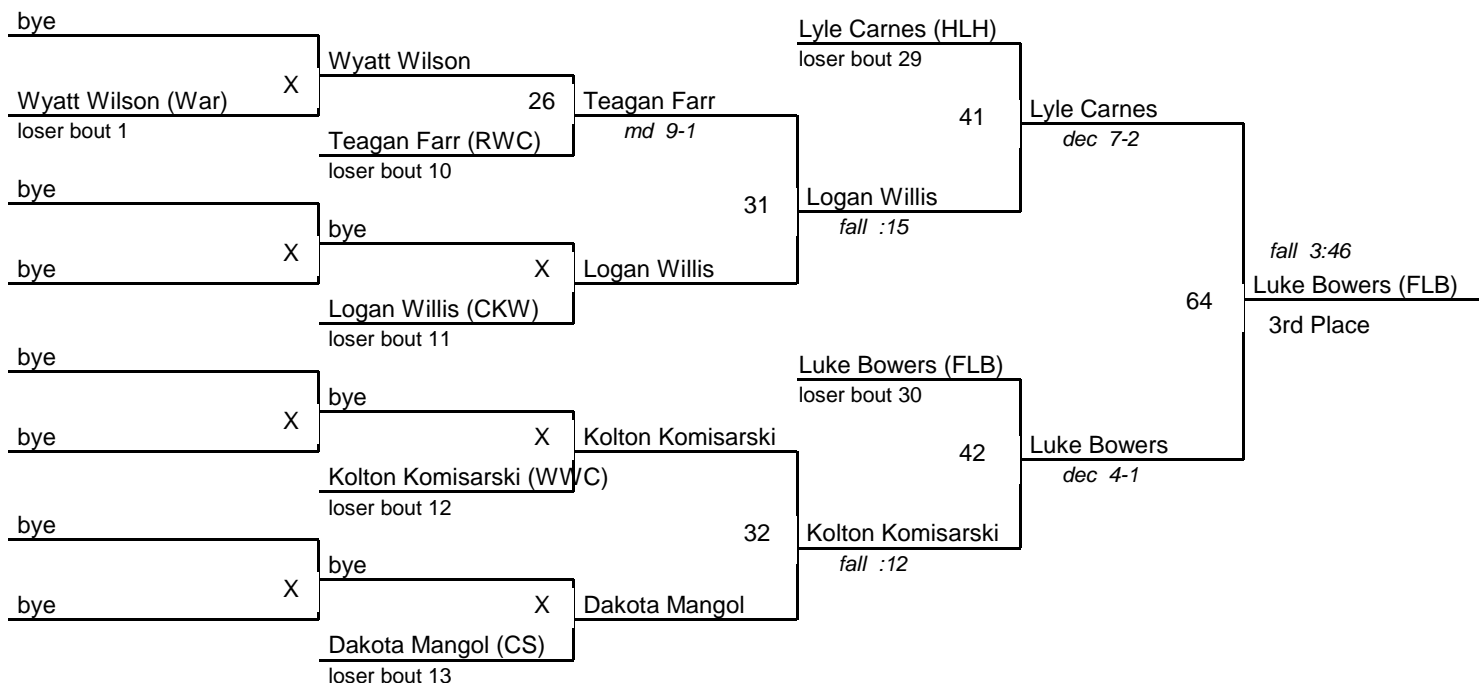 bye
X
Wyatt Wilson (War)
loser bout 1
bye
X
bye
bye
X
bye
bye
X
bye
Wyatt Wilson
26
Teagan Farr (RWC)
loser bout 10
bye
X
Logan Willis (CKW)
loser bout 11
bye
X
Kolton Komisarski (WWC)
loser bout 12
bye
X
Dakota Mangol (CS)
loser bout 13
Teagan Farr
md 9-1
31
Logan Willis
Kolton Komisarski
32
Dakota Mangol
Lyle Carnes (HLH)
loser bout 29
41
Logan Willis
fall :15
Luke Bowers (FLB)
loser bout 30
42
Kolton Komisarski
fall :12
Lyle Carnes
dec 7-2
64
Luke Bowers
dec 4-1
fall 3:46
Luke Bowers (FLB)
3rd Place